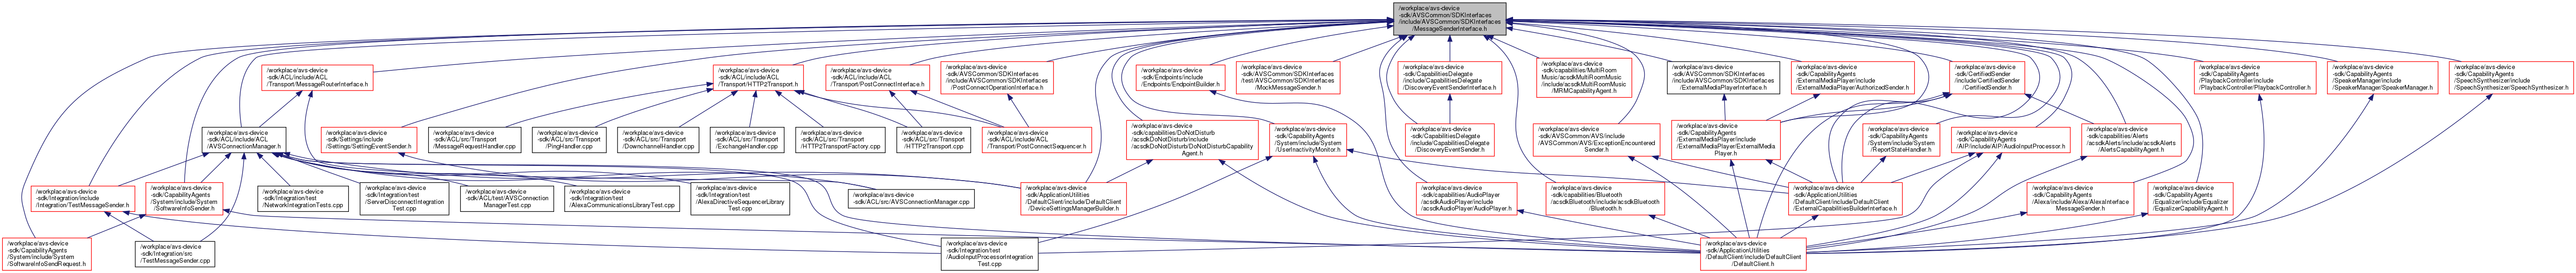 /workplace/avs-device
-sdk/AVSCommon/SDKInterfaces
/include/AVSCommon/SDKInterfaces
/MessageSenderInterface.h
/workplace/avs-device
-sdk/ACL/include/ACL
/Transport/MessageRouterInterface.h
/workplace/avs-device
-sdk/ACL/include/ACL
/Transport/HTTP2Transport.h
/workplace/avs-device
-sdk/ACL/include/ACL
/Transport/PostConnectInterface.h
/workplace/avs-device
-sdk/AVSCommon/SDKInterfaces
/include/AVSCommon/SDKInterfaces
/PostConnectOperationInterface.h
/workplace/avs-device
-sdk/Endpoints/include
/Endpoints/EndpointBuilder.h
/workplace/avs-device
-sdk/AVSCommon/SDKInterfaces
/test/AVSCommon/SDKInterfaces
/MockMessageSender.h
/workplace/avs-device
-sdk/CapabilitiesDelegate
/include/CapabilitiesDelegate
/DiscoveryEventSenderInterface.h
/workplace/avs-device
-sdk/capabilities/MultiRoom
Music/acsdkMultiRoomMusic
/include/acsdkMultiRoomMusic
/MRMCapabilityAgent.h
/workplace/avs-device
-sdk/AVSCommon/SDKInterfaces
/include/AVSCommon/SDKInterfaces
/ExternalMediaPlayerInterface.h
/workplace/avs-device
-sdk/CapabilityAgents
/ExternalMediaPlayer/include
/ExternalMediaPlayer/AuthorizedSender.h
/workplace/avs-device
-sdk/CertifiedSender
/include/CertifiedSender
/CertifiedSender.h
/workplace/avs-device
-sdk/CapabilityAgents
/PlaybackController/include
/PlaybackController/PlaybackController.h
/workplace/avs-device
-sdk/CapabilityAgents
/SpeakerManager/include
/SpeakerManager/SpeakerManager.h
/workplace/avs-device
-sdk/CapabilityAgents
/SpeechSynthesizer/include
/SpeechSynthesizer/SpeechSynthesizer.h
/workplace/avs-device
-sdk/ACL/include/ACL
/AVSConnectionManager.h
/workplace/avs-device
-sdk/Settings/include
/Settings/SettingEventSender.h
/workplace/avs-device
-sdk/ACL/src/Transport
/MessageRequestHandler.cpp
/workplace/avs-device
-sdk/ACL/src/Transport
/PingHandler.cpp
/workplace/avs-device
-sdk/ACL/src/Transport
/DownchannelHandler.cpp
/workplace/avs-device
-sdk/ACL/src/Transport
/ExchangeHandler.cpp
/workplace/avs-device
-sdk/ACL/src/Transport
/HTTP2TransportFactory.cpp
/workplace/avs-device
-sdk/ACL/src/Transport
/HTTP2Transport.cpp
/workplace/avs-device
-sdk/ACL/include/ACL
/Transport/PostConnectSequencer.h
/workplace/avs-device
-sdk/capabilities/DoNotDisturb
/acsdkDoNotDisturb/include
/acsdkDoNotDisturb/DoNotDisturbCapability
Agent.h
/workplace/avs-device
-sdk/CapabilityAgents
/System/include/System
/UserInactivityMonitor.h
/workplace/avs-device
-sdk/CapabilitiesDelegate
/include/CapabilitiesDelegate
/DiscoveryEventSender.h
/workplace/avs-device
-sdk/AVSCommon/AVS/include
/AVSCommon/AVS/ExceptionEncountered
Sender.h
/workplace/avs-device
-sdk/CapabilityAgents
/ExternalMediaPlayer/include
/ExternalMediaPlayer/ExternalMedia
Player.h
/workplace/avs-device
-sdk/CapabilityAgents
/System/include/System
/ReportStateHandler.h
/workplace/avs-device
-sdk/CapabilityAgents
/AIP/include/AIP/AudioInputProcessor.h
/workplace/avs-device
-sdk/capabilities/Alerts
/acsdkAlerts/include/acsdkAlerts
/AlertsCapabilityAgent.h
/workplace/avs-device
-sdk/Integration/include
/Integration/TestMessageSender.h
/workplace/avs-device
-sdk/CapabilityAgents
/System/include/System
/SoftwareInfoSender.h
/workplace/avs-device
-sdk/Integration/test
/NetworkIntegrationTests.cpp
/workplace/avs-device
-sdk/Integration/test
/ServerDisconnectIntegration
Test.cpp
/workplace/avs-device
-sdk/ACL/test/AVSConnection
ManagerTest.cpp
/workplace/avs-device
-sdk/Integration/test
/AlexaCommunicationsLibraryTest.cpp
/workplace/avs-device
-sdk/Integration/test
/AlexaDirectiveSequencerLibrary
Test.cpp
/workplace/avs-device
-sdk/ACL/src/AVSConnectionManager.cpp
/workplace/avs-device
-sdk/ApplicationUtilities
/DefaultClient/include/DefaultClient
/DeviceSettingsManagerBuilder.h
/workplace/avs-device
-sdk/capabilities/AudioPlayer
/acsdkAudioPlayer/include
/acsdkAudioPlayer/AudioPlayer.h
/workplace/avs-device
-sdk/capabilities/Bluetooth
/acsdkBluetooth/include/acsdkBluetooth
/Bluetooth.h
/workplace/avs-device
-sdk/ApplicationUtilities
/DefaultClient/include/DefaultClient
/ExternalCapabilitiesBuilderInterface.h
/workplace/avs-device
-sdk/CapabilityAgents
/Alexa/include/Alexa/AlexaInterface
MessageSender.h
/workplace/avs-device
-sdk/CapabilityAgents
/Equalizer/include/Equalizer
/EqualizerCapabilityAgent.h
/workplace/avs-device
-sdk/CapabilityAgents
/System/include/System
/SoftwareInfoSendRequest.h
/workplace/avs-device
-sdk/Integration/src
/TestMessageSender.cpp
/workplace/avs-device
-sdk/Integration/test
/AudioInputProcessorIntegration
Test.cpp
/workplace/avs-device
-sdk/ApplicationUtilities
/DefaultClient/include/DefaultClient
/DefaultClient.h